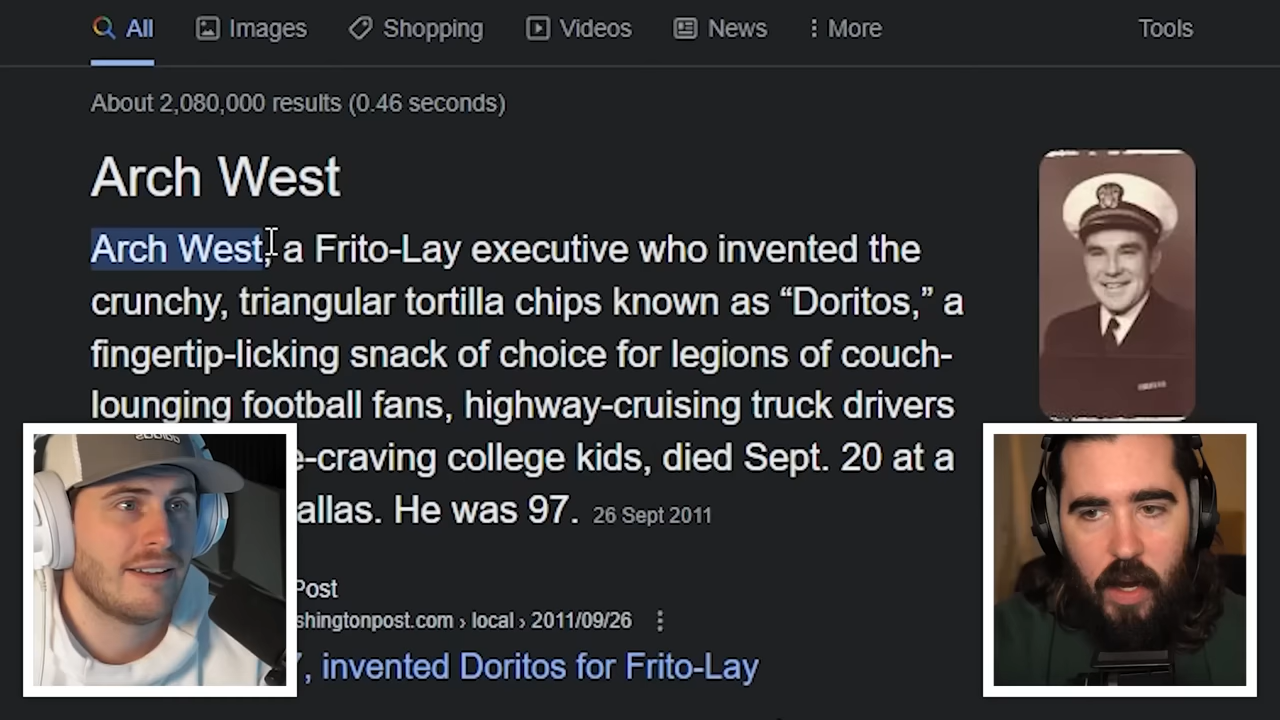 All Images Shopping Videos News More Tools
About 2,080,000 results (0.46 seconds)
Arch West
Arch West, a Frito-Lay executive who invented the
crunchy, triangular tortilla chips known as “Doritos,” a
fingertip-licking snack of choice for legions of couch-
lounging football fans, highway-cruising truck drivers
e-craving college kids, died Sept. 20 at a
allas. He was 97. 26 Sept 2011
Post
shingtonpost.com › local › 2011/09/26
, invented Doritos for Frito-Lay